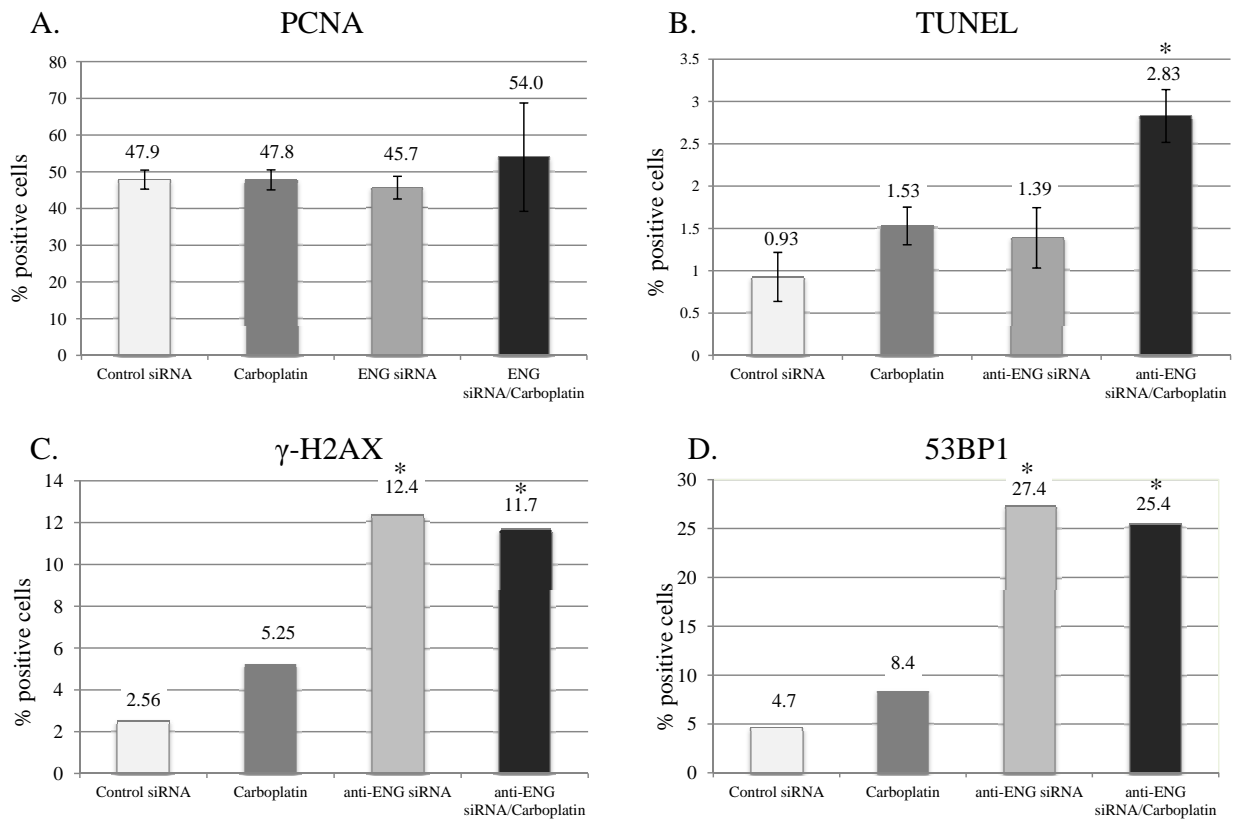 A. PCNA
% positive cells
80
70
60
50
40
30
20
10
0
47.9
47.8
45.7
54.0
Control siRNA
Carboplatin
ENG siRNA
ENG
siRNA/Carboplatin
B. TUNEL
% positive cells
3.5
3
2.5
2
1.5
1
0.5
0
0.93
1.53
1.39
*
2.83
Control siRNA
Carboplatin
anti-ENG siRNA
anti-ENG
siRNA/Carboplatin
C. γ-H2AX
% positive cells
14
12
10
8
6
4
2
0
2.56
5.25
*
12.4
*
11.7
Control siRNA
Carboplatin
anti-ENG siRNA
anti-ENG
siRNA/Carboplatin
D. 53BP1
% positive cells
30
25
20
15
10
5
0
4.7
8.4
*
27.4
*
25.4
Control siRNA
Carboplatin
anti-ENG siRNA
anti-ENG
siRNA/Carboplatin